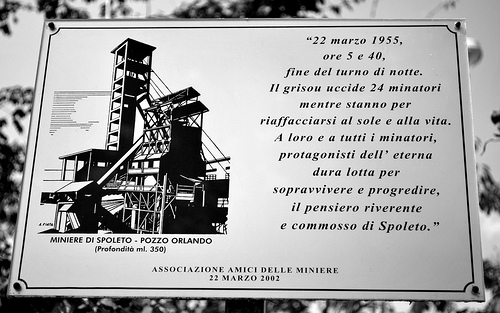 “22 marzo 1955,
ore 5 e 40,
fine del turno di notte.
Il grisou uccide 24 minatori
mentre stanno per
riaffacciarsi al sole e alla vita.
A loro e a tutti i minatori,
protagonisti dell’ eterna
dura lotta per
sopravvivere e progredire,
il pensiero riverente
e commosso di Spoleto.”
MINIERE DI SPOLETO - POZZO ORLANDO
(Profondità ml. 350)
ASSOCIAZIONE AMICI DELLE MINIERE
22 MARZO 2002